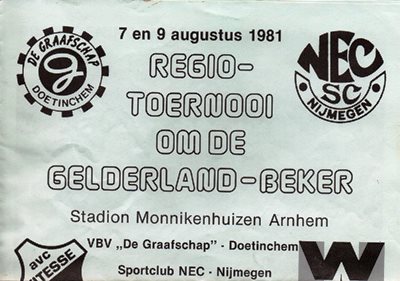 DE GRAAFSCHAP
DOETINCHEM
7 en 9 augustus 1981
NEC
SC
NIJMEGEN
REGIO-
TOERNOOI
OM DE
GELDERLAND-BEKER
Stadion Monnikenhuizen Arnhem
VBV „De Graafschap" - Doetinchem
Sportclub NEC - Nijmegen
avc
VITESSE
W